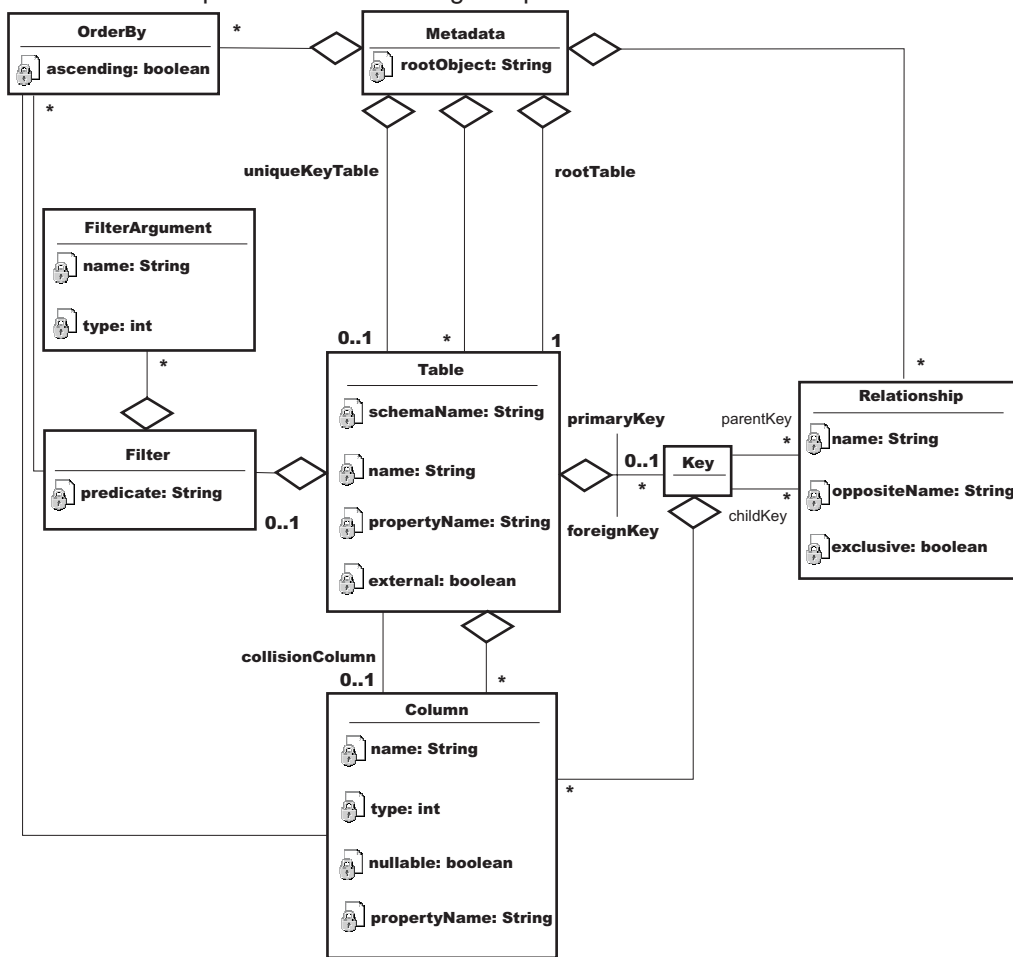 OrderBy
ascending: boolean
*
*
Metadata
rootObject: String
uniqueKeyTable
rootTable
FilterArgument
name: String
type: int
*
0..1
*
1
*
Filter
predicate: String
0..1
Table
schemaName: String
name: String
propertyName: String
external: boolean
primaryKey
0..1
*
foreignKey
Key
parentKey
*
*
childKey
Relationship
name: String
oppositeName: String
exclusive: boolean
collisionColumn
0..1
*
*
Column
name: String
type: int
nullable: boolean
propertyName: String